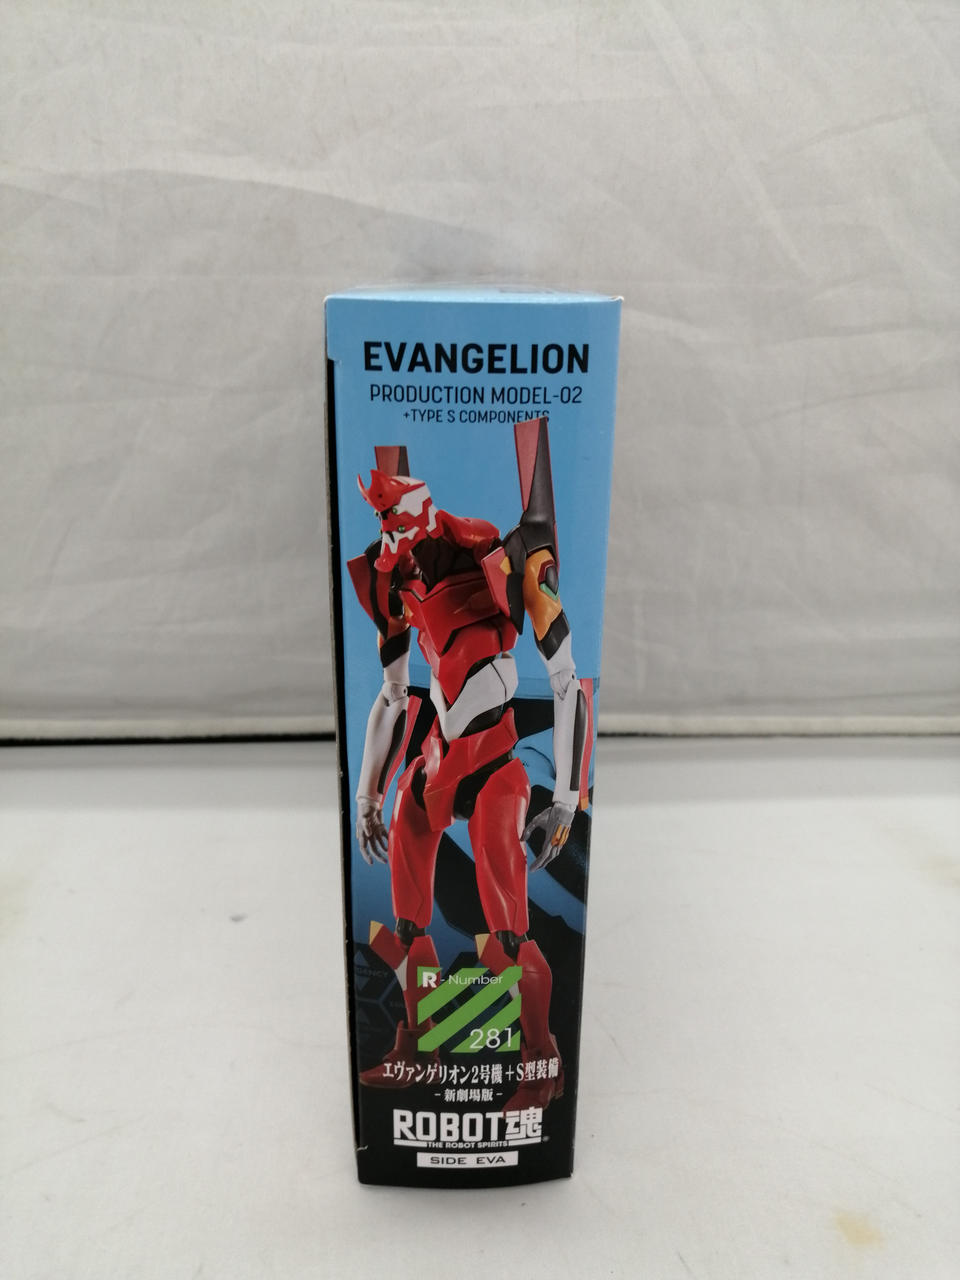 EVANGELION
PRODUCTION MODEL-02
+TYPE S COMPONENTS
R-Number
281
エヴァンゲリオン2号機+S型装備
-新劇場版-
ROBOT魂
THE ROBOT SPIRITS
SIDE EVA